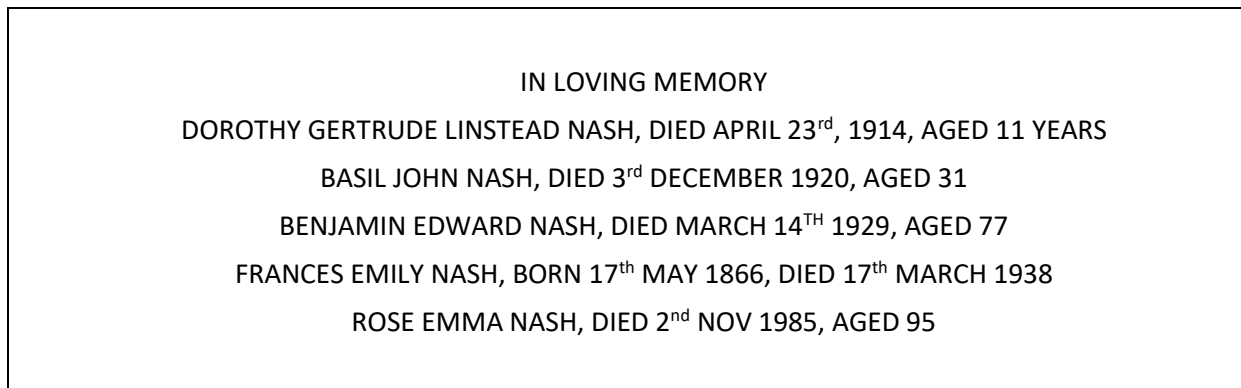 IN LOVING MEMORY
DOROTHY GERTRUDE LINSTEAD NASH, DIED APRIL 23rd, 1914, AGED 11 YEARS
BASIL JOHN NASH, DIED 3rd DECEMBER 1920, AGED 31
BENJAMIN EDWARD NASH, DIED MARCH 14TH 1929, AGED 77
FRANCES EMILY NASH, BORN 17th MAY 1866, DIED 17th MARCH 1938
ROSE EMMA NASH, DIED 2nd NOV 1985, AGED 95